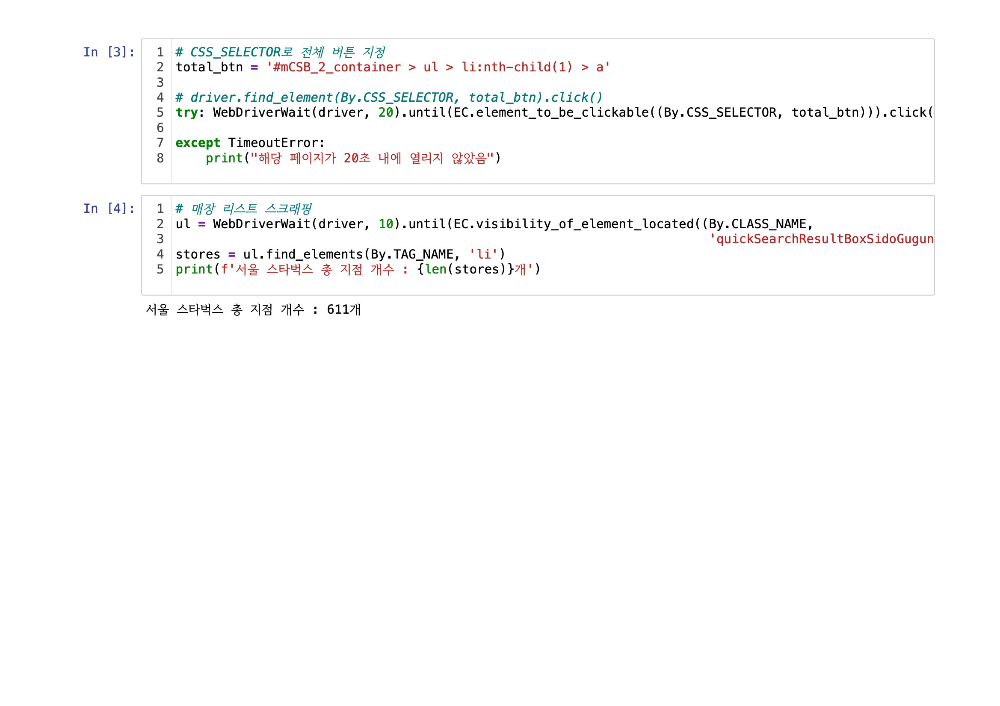 In [3]:
1 # CSS_SELECTOR로 전체 버튼 지정
2 total_btn = '#mCSB_2_container > ul > li:nth-child(1) > a'
3
4 # driver.find_element(By.CSS_SELECTOR, total_btn).click()
5 try: WebDriverWait(driver, 20).until(EC.element_to_be_clickable((By.CSS_SELECTOR, total_btn))).click(
6
7 except TimeoutError:
8     print("해당 페이지가 20초 내에 열리지 않았음")
In [4]:
1 # 매장 리스트 스크래핑
2 ul = WebDriverWait(driver, 10).until(EC.visibility_of_element_located((By.CLASS_NAME,
3 'quickSearchResultBoxSidoGugun
4 stores = ul.find_elements(By.TAG_NAME, 'li')
5 print(f'서울 스타벅스 총 지점 개수 : {len(stores)}개')
서울 스타벅스 총 지점 개수 : 611개